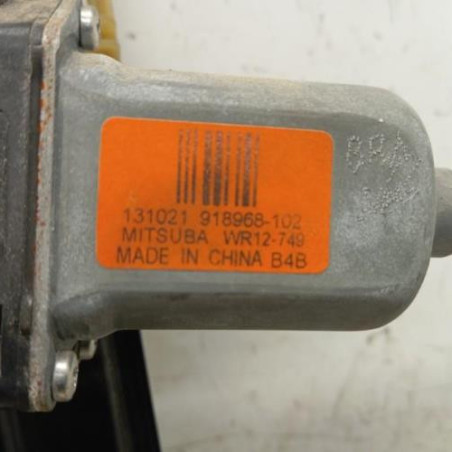 131021 918968-102
MITSUBA WR12-749
MADE IN CHINA B4B